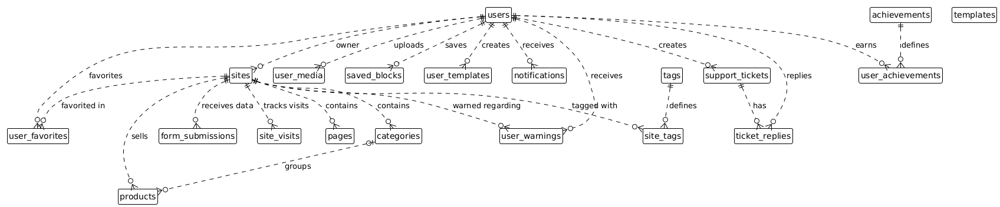 users
achievements
templates
owner
uploads
saves
creates
receives
creates
earns
defines
favorites
sites
user_media
saved_blocks
user_templates
notifications
receives
tags
support_tickets
replies
user_achievements
favorited in
receives data
tracks visits
contains
contains
warned regarding
tagged with
defines
has
user_favorites
sells
form_submissions
site_visits
pages
categories
user_warnings
site_tags
ticket_replies
groups
products